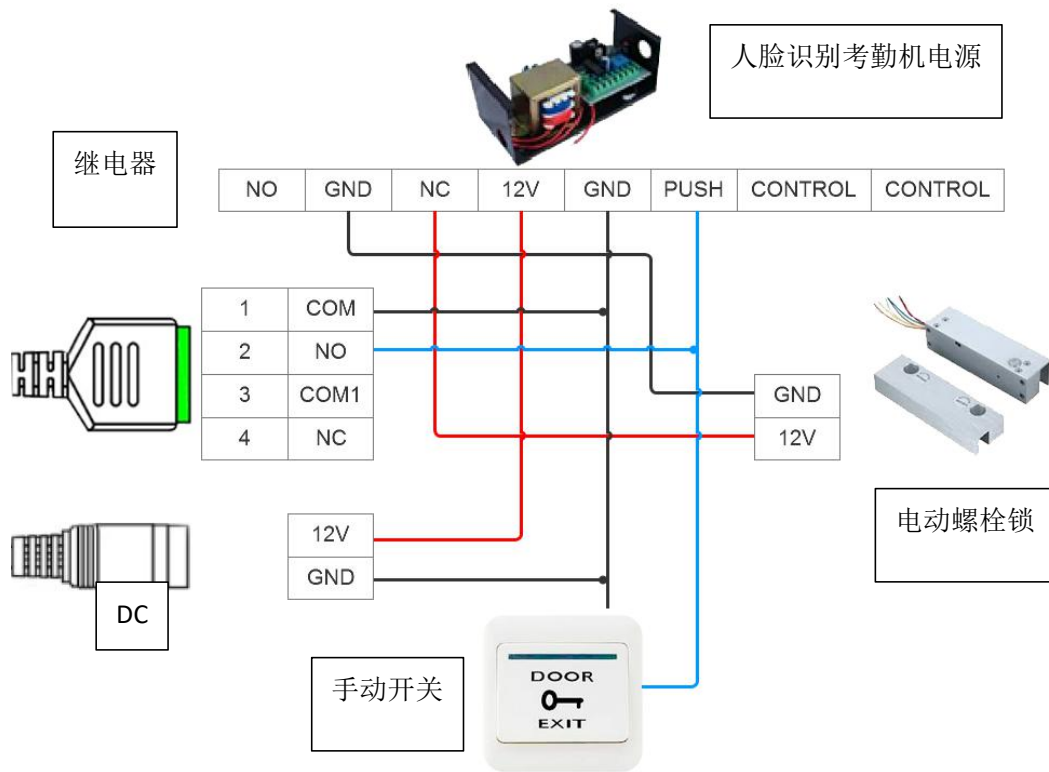 人脸识别考勤机电源
继电器
NO GND NC 12V GND PUSH CONTROL CONTROL
1 COM
2 NO
3 COM1
4 NC
GND
12V
电动螺栓锁
12V
GND
DC
手动开关
DOOR
EXIT